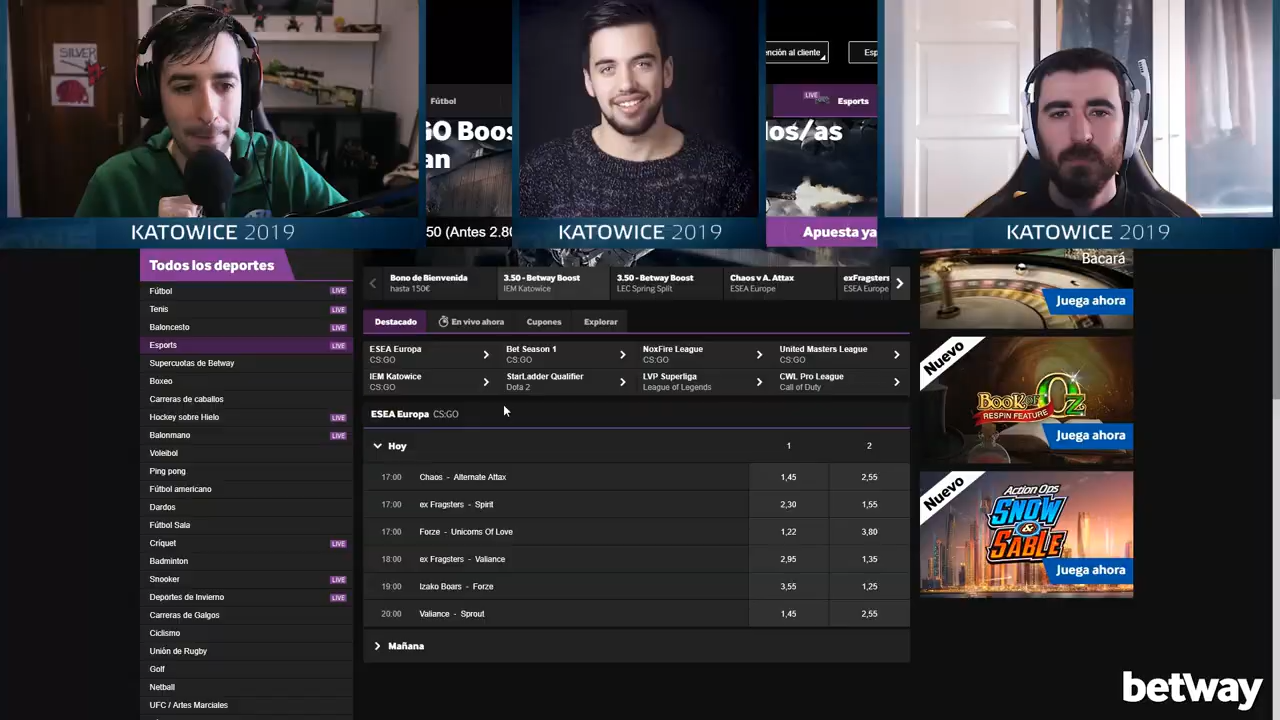 SILVER
KATOWICE 2019
KATOWICE 2019
KATOWICE 2019
ención al cliente
Esp
Fútbol
LIVE
Esports
GO Boos
los/as
an
50 (Antes 2.80
Apuesta ya
Todos los deportes
Fútbol LIVE
Tenis LIVE
Baloncesto LIVE
Esports LIVE
Supercuotas de Betway
Boxeo
Carreras de caballos
Hockey sobre Hielo LIVE
Balonmano LIVE
Voleibol
Ping pong
Fútbol americano
Dardos
Fútbol Sala
Críquet LIVE
Badminton
Snooker LIVE
Deportes de Invierno LIVE
Carreras de Galgos
Ciclismo
Unión de Rugby
Golf
Netball
UFC / Artes Marciales
Bono de Bienvenida
hasta 150€
3.50 - Betway Boost
IEM Katowice
3.50 - Betway Boost
LEC Spring Split
Chaos v A. Attax
ESEA Europe
exFragsters
ESEA Europe
Destacado
En vivo ahora
Cupones
Explorar
ESEA Europa
CS:GO
Bet Season 1
CS:GO
NoxFire League
CS:GO
United Masters League
CS:GO
IEM Katowice
CS:GO
StarLadder Qualifier
Dota 2
LVP Superliga
League of Legends
CWL Pro League
Call of Duty
ESEA Europa CS:GO
Hoy 1 2
17:00 Chaos - Alternate Attax 1,45 2,55
17:00 ex Fragsters - Spirit 2,30 1,55
17:00 Forze - Unicorns Of Love 1,22 3,80
18:00 ex Fragsters - Valiance 2,95 1,35
19:00 Izako Boars - Forze 3,55 1,25
20:00 Valiance - Sprout 1,45 2,55
Mañana
Bacará
Juega ahora
Nuevo
BOOK OF OZ
RESPIN FEATURE
Juega ahora
Nuevo
Action Ops
SNOW
&
SABLE
Juega ahora
betway